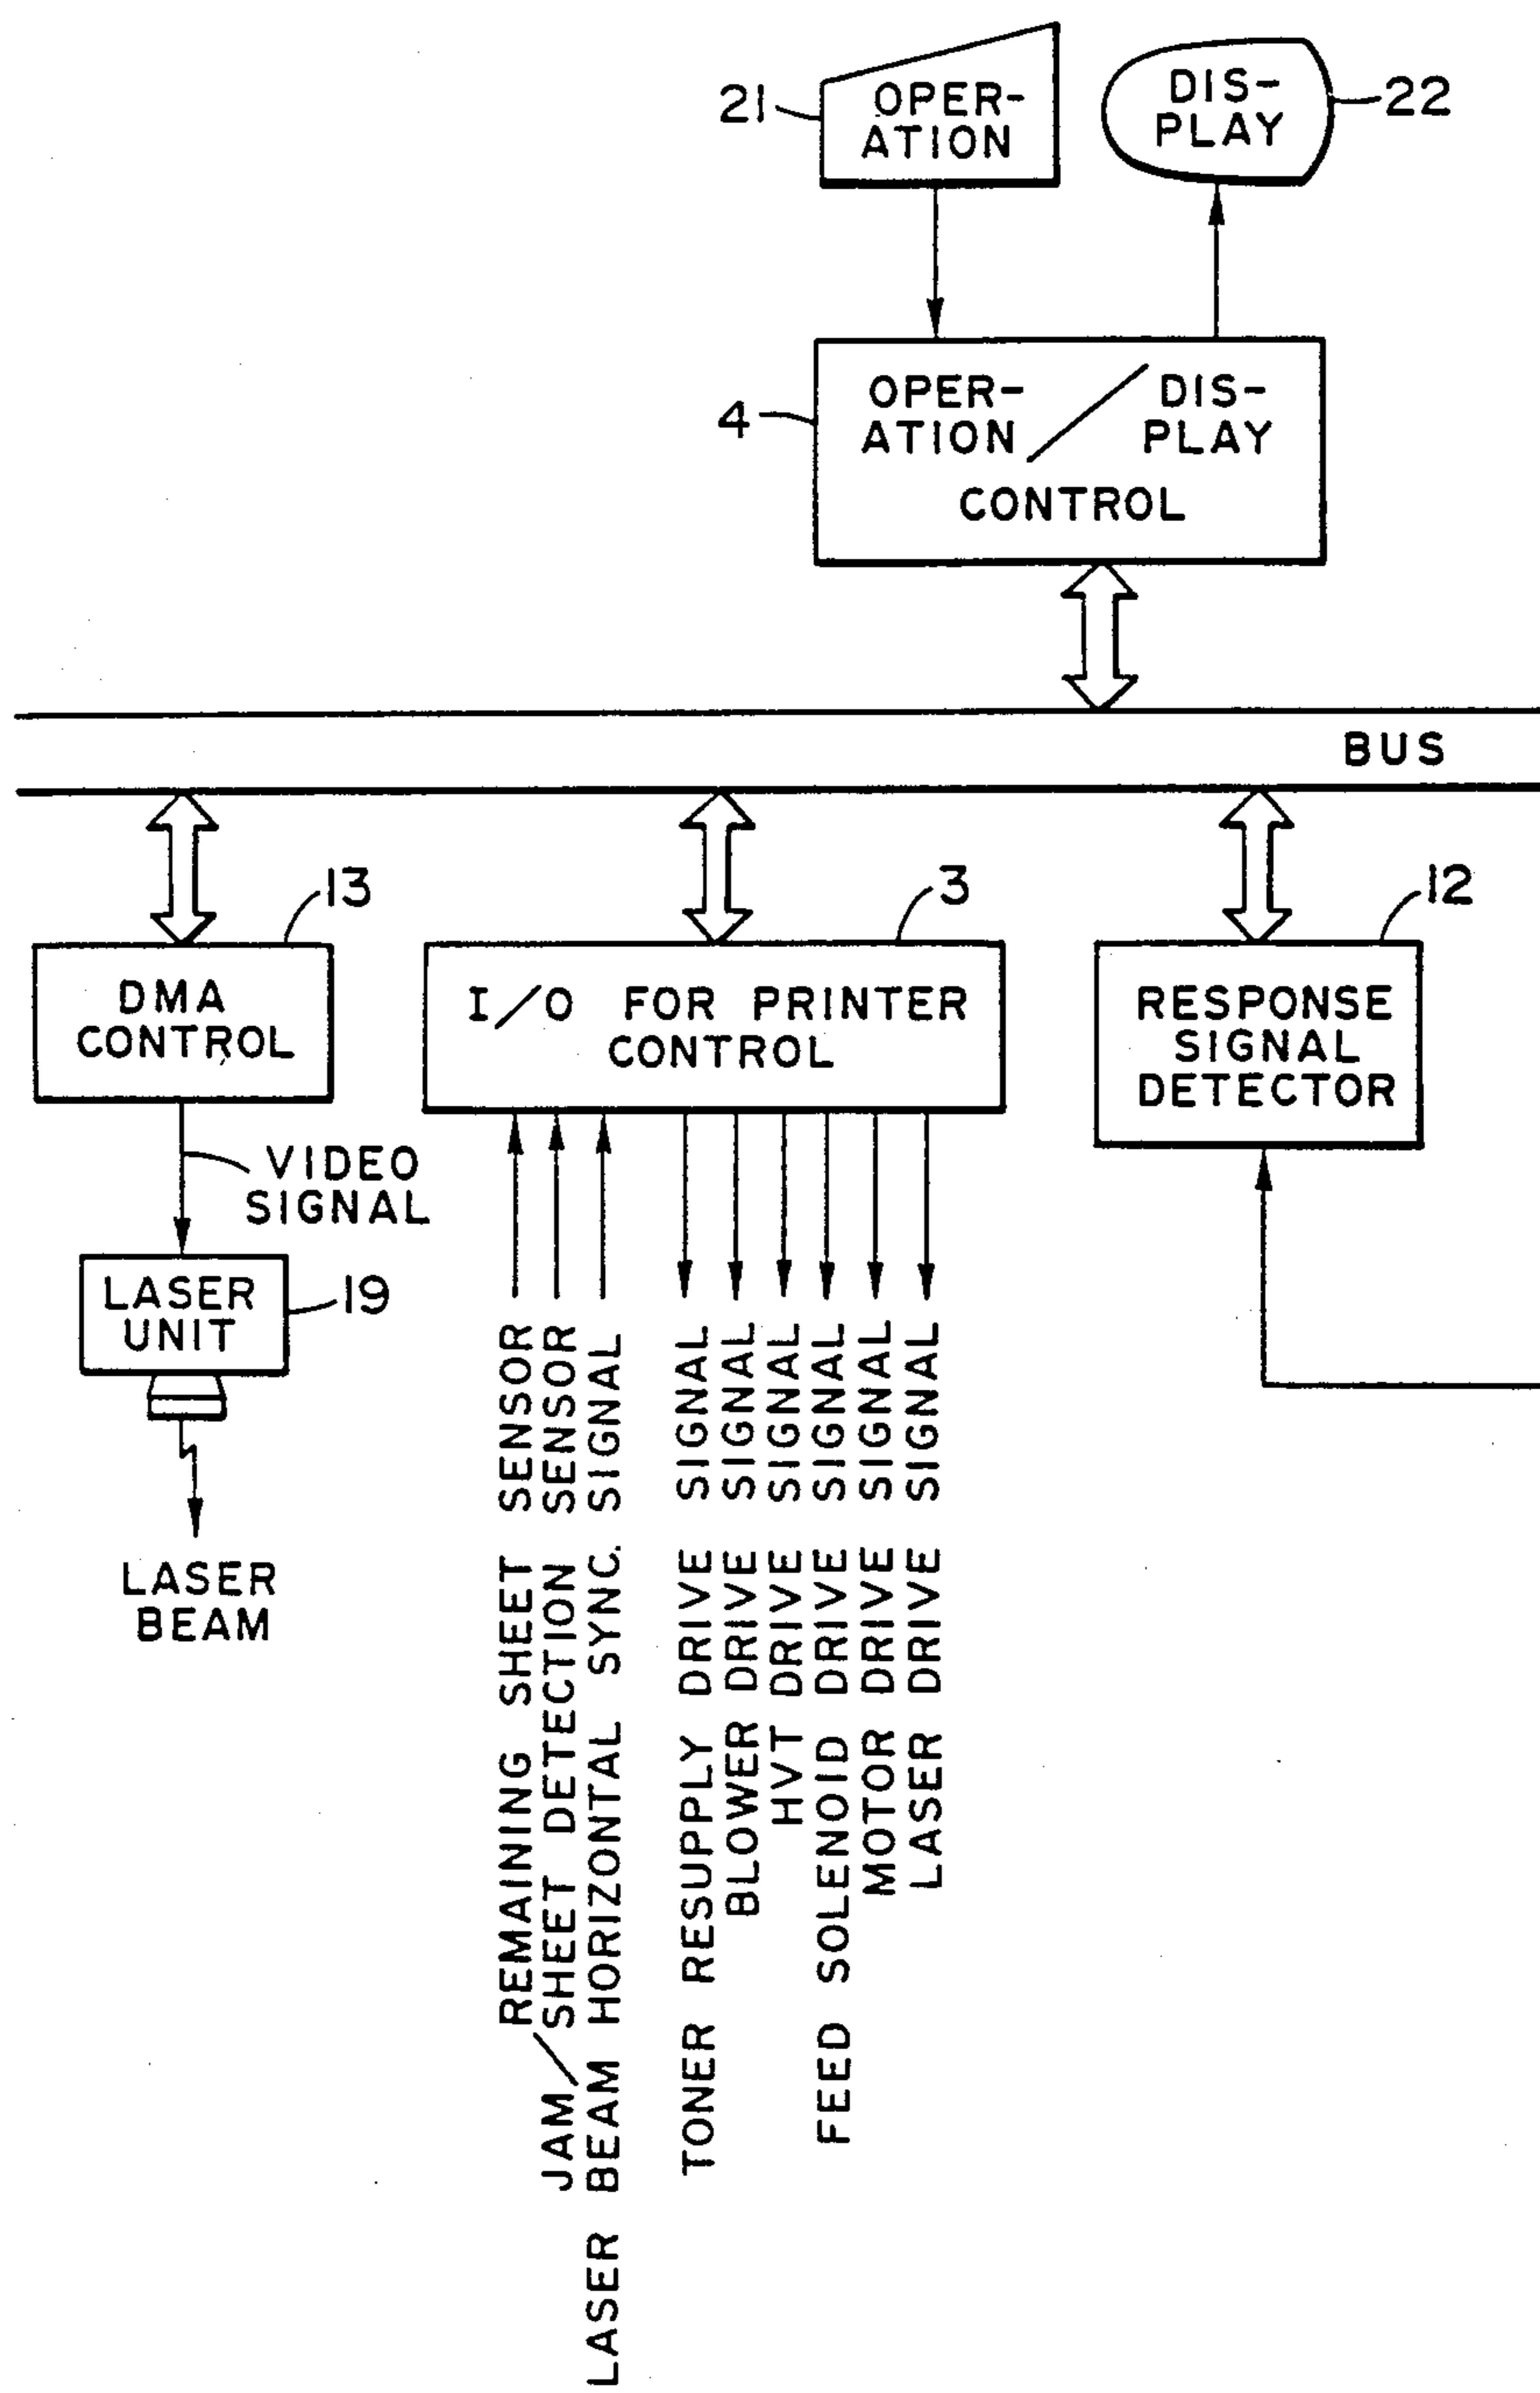 21
OPER-
ATION
DIS-
PLAY
22
4
OPER-
ATION
/
DIS-
PLAY
CONTROL
BUS
13
DMA
CONTROL
3
I/O FOR PRINTER
CONTROL
12
RESPONSE
SIGNAL
DETECTOR
VIDEO
SIGNAL
LASER
UNIT
19
LASER
BEAM
REMAINING SHEET SENSOR
JAM/SHEET DETECTION SENSOR
LASER BEAM HORIZONTAL SYNC. SIGNAL
TONER RESUPPLY DRIVE SIGNAL
BLOWER DRIVE SIGNAL
HVT DRIVE SIGNAL
FEED SOLENOID DRIVE SIGNAL
MOTOR DRIVE SIGNAL
LASER DRIVE SIGNAL